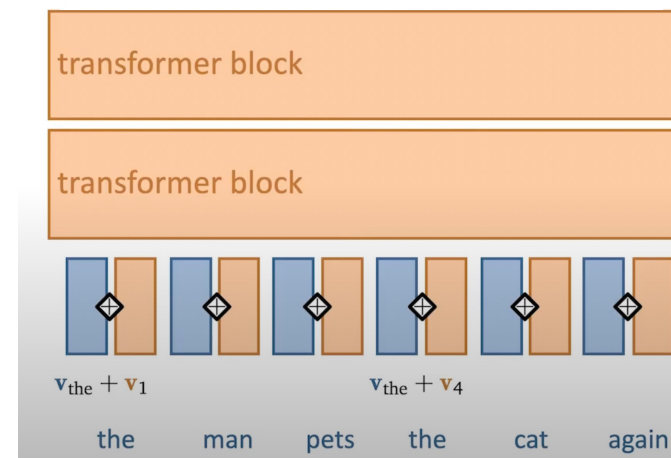 transformer block
transformer block
v_the + v_1 v_the + v_4
the man pets the cat again